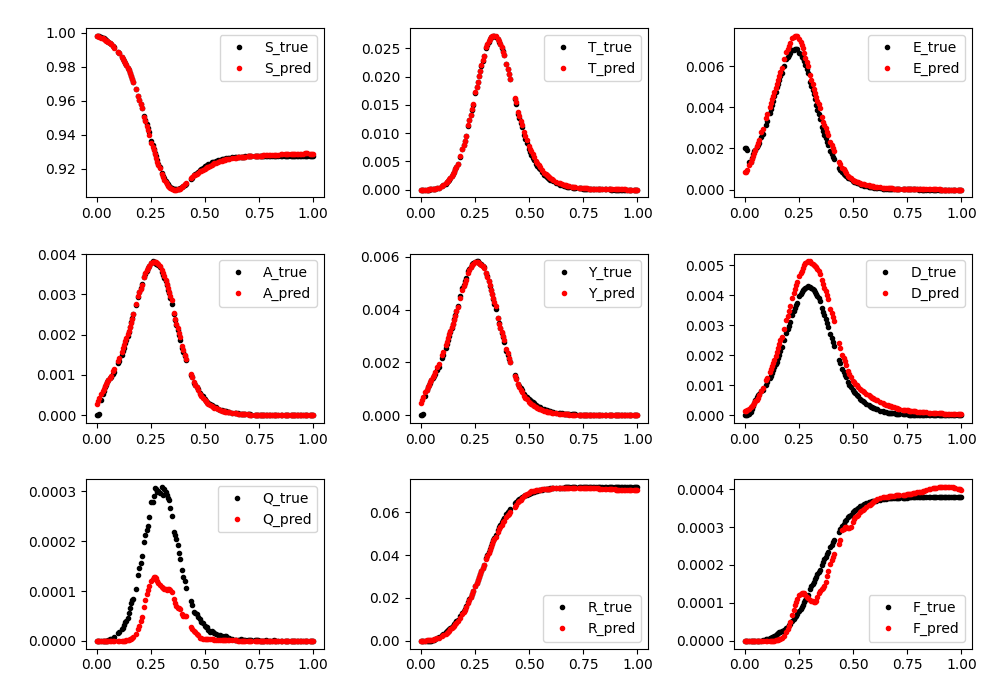 1.00
0.98
0.96
0.94
0.92
0.00 0.25 0.50 0.75 1.00
S_true
S_pred
0.025
0.020
0.015
0.010
0.005
0.000
0.00 0.25 0.50 0.75 1.00
T_true
T_pred
0.006
0.004
0.002
0.000
0.00 0.25 0.50 0.75 1.00
E_true
E_pred
0.004
0.003
0.002
0.001
0.000
0.00 0.25 0.50 0.75 1.00
A_true
A_pred
0.006
0.004
0.002
0.000
0.00 0.25 0.50 0.75 1.00
Y_true
Y_pred
0.005
0.004
0.003
0.002
0.001
0.000
0.00 0.25 0.50 0.75 1.00
D_true
D_pred
0.0003
0.0002
0.0001
0.0000
0.00 0.25 0.50 0.75 1.00
Q_true
Q_pred
0.06
0.04
0.02
0.00
0.00 0.25 0.50 0.75 1.00
R_true
R_pred
0.0004
0.0003
0.0002
0.0001
0.0000
0.00 0.25 0.50 0.75 1.00
F_true
F_pred